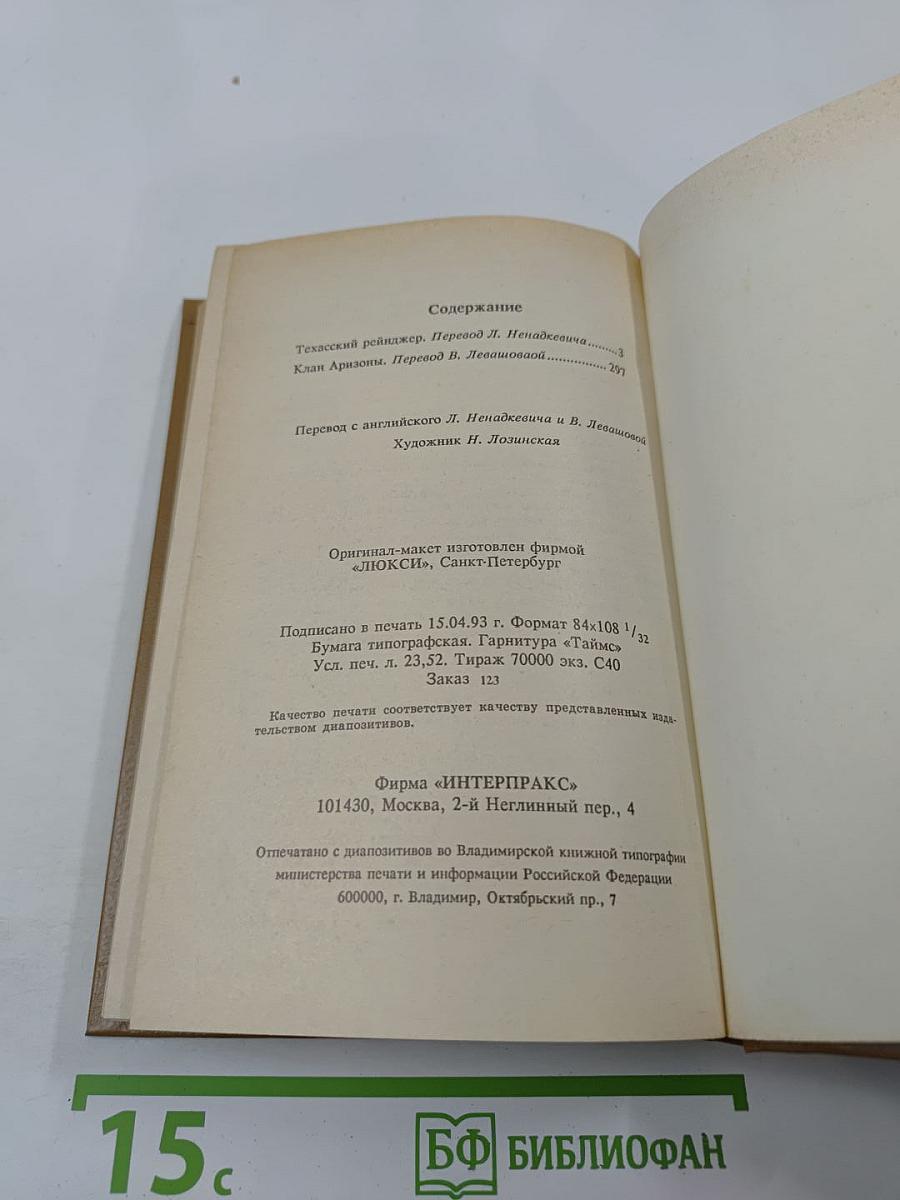 Содержание
Техасский рейнджер. Перевод Л. Ненадкевича........3
Клан Аризоны. Перевод В. Левашоваой...............297
Перевод с английского Л. Ненадкевича и В. Левашовой
Художник Н. Лозинская
Оригинал-макет изготовлен фирмой
«ЛЮКСИ», Санкт-Петербург
Подписано в печать 15.04.93 г. Формат 84х108 1/32
Бумага типографская. Гарнитура «Таймс»
Усл. печ. л. 23,52. Тираж 70000 экз. С40
Заказ 123
Качество печати соответствует качеству представленных изда-
тельством диапозитивов.
Фирма «ИНТЕРПРАКС»
101430, Москва, 2-й Неглинный пер., 4
Отпечатано с диапозитивов во Владимирской книжной типографии
министерства печати и информации Российской Федерации
600000, г. Владимир, Октябрьский пр., 7
15 с
БФ БИБЛИОФАН